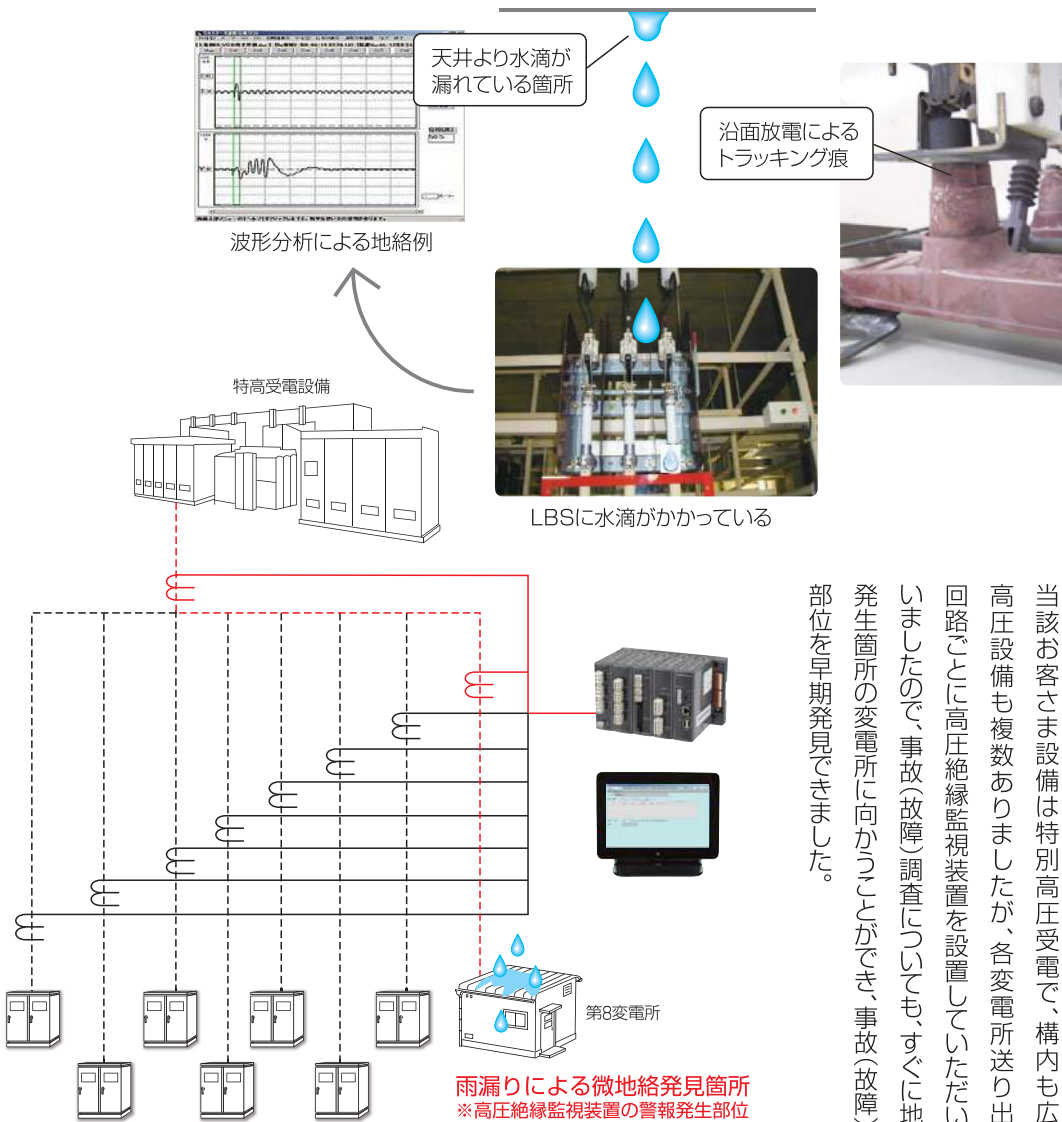 天井より水滴が
漏れている箇所
沿面放電による
トラッキング痕
波形分析による地絡例
LBSに水滴がかかっている
特高受電設備
第8変電所
雨漏りによる微地絡発見箇所
※高圧絶縁監視装置の警報発生部位
当該お客さま設備は特別高圧受電で、構内も広
高圧設備も複数ありましたが、各変電所送り出
回路ごとに高圧絶縁監視装置を設置していただい
いましたので、事故(故障)調査についても、すぐに地
発生箇所の変電所に向かうことができ、事故(故障)
部位を早期発見できました。